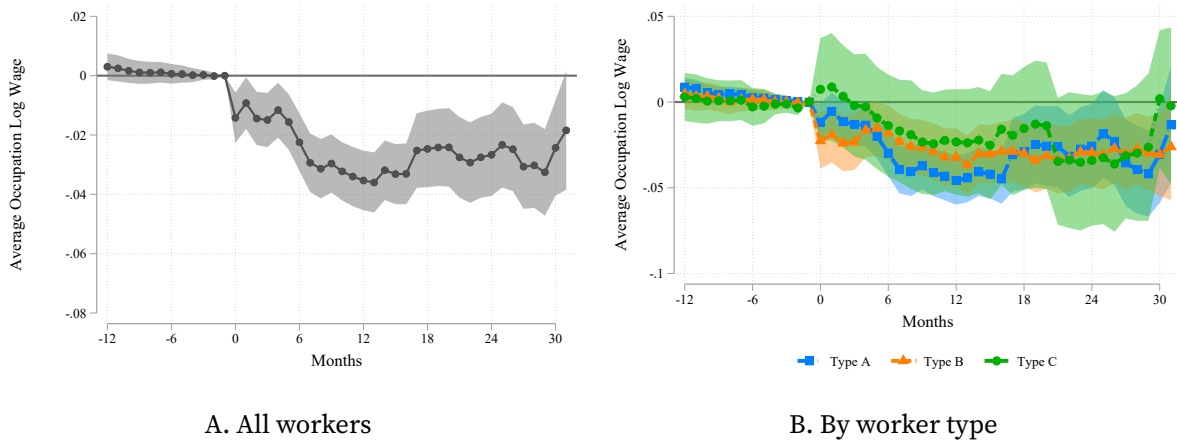 Average Occupation Log Wage
.02
0
-.02
-.04
-.06
-.08
-12
-6
0
6
12
18
24
30
Months
A. All workers
Average Occupation Log Wage
.05
0
-.05
-.1
-12
-6
0
6
12
18
24
30
Months
Type A
Type B
Type C
B. By worker type